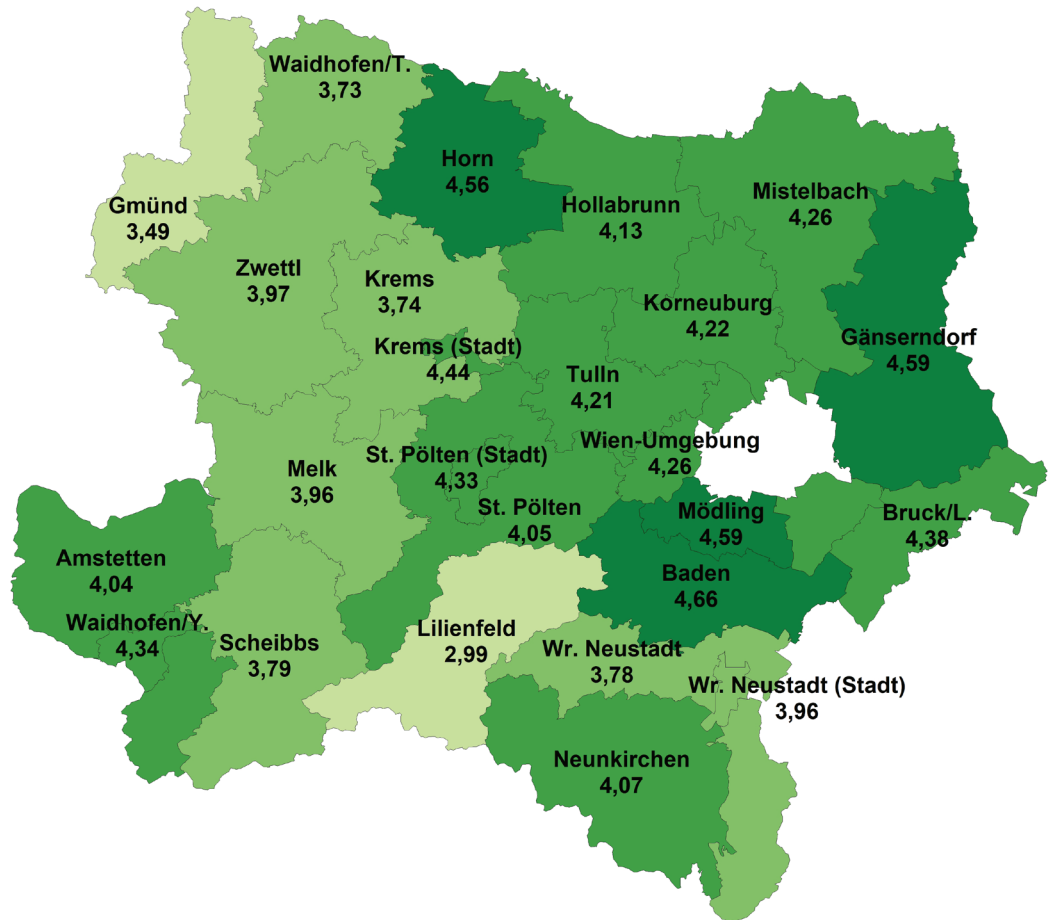 Waidhofen/T.
3,73
Horn
4,56
Gmünd
3,49
Hollabrunn
4,13
Mistelbach
4,26
Zwettl
3,97
Krems
3,74
Korneuburg
4,22
Gänserndorf
4,59
Krems (Stadt)
4,44
Tulln
4,21
Wien-Umgebung
4,26
St. Pölten (Stadt)
4,33
Melk
3,96
St. Pölten
4,05
Mödling
4,59
Bruck/L.
4,38
Amstetten
4,04
Baden
4,66
Waidhofen/Y.
4,34
Scheibbs
3,79
Lilienfeld
2,99
Wr. Neustadt
3,78
Wr. Neustadt (Stadt)
3,96
Neunkirchen
4,07